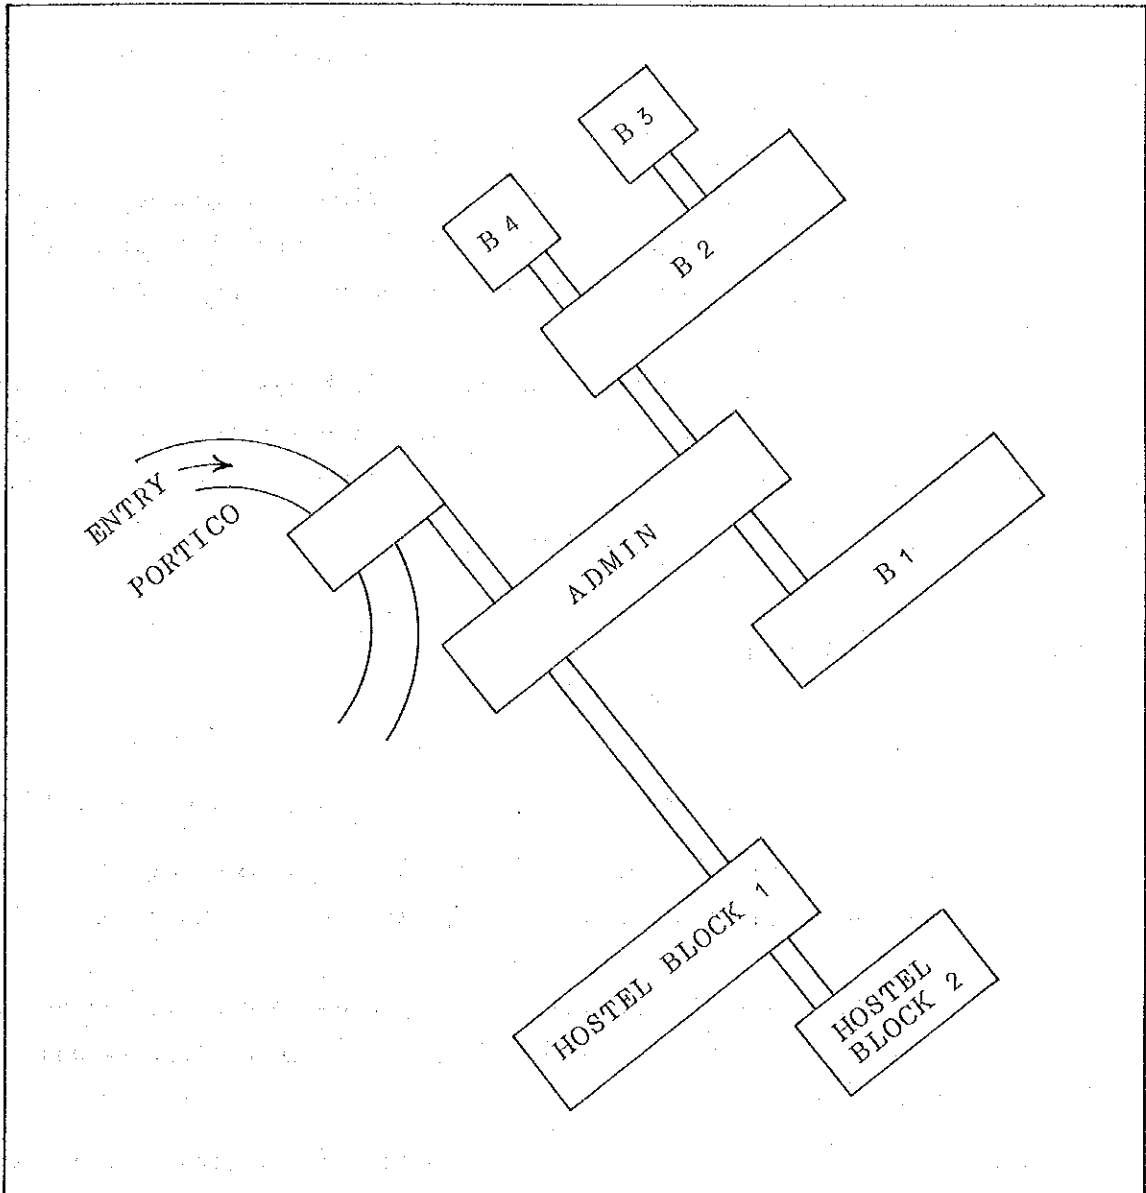 B 3
B 4
B 2
ENTRY
PORTICO
ADMIN
B 1
HOSTEL BLOCK 1
HOSTEL
BLOCK 2